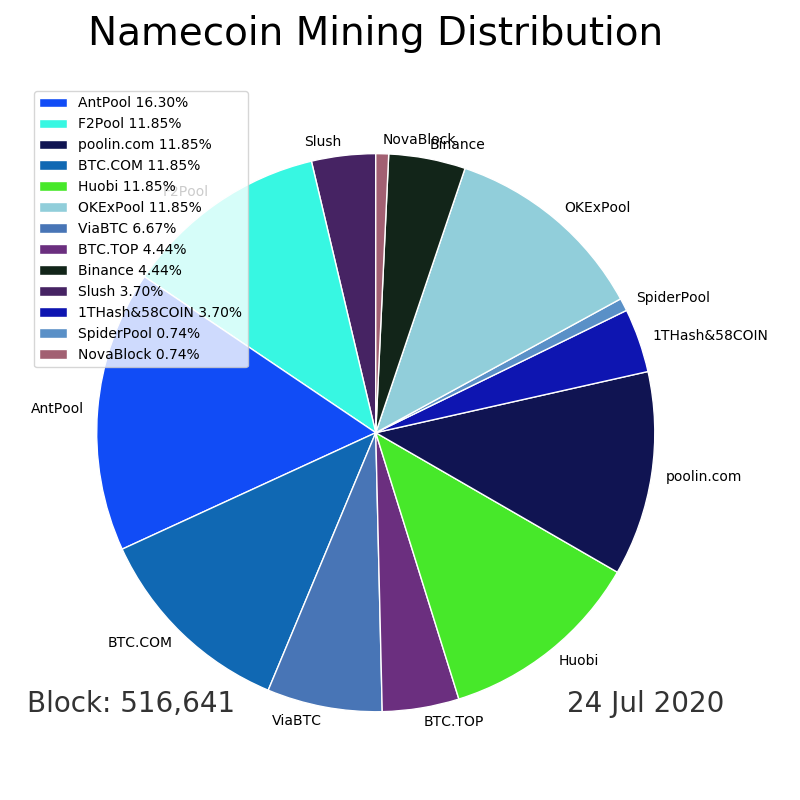 Namecoin Mining Distribution
AntPool 16.30%
F2Pool 11.85%
poolin.com 11.85%
BTC.COM 11.85%
Huobi 11.85%
OKExPool 11.85%
ViaBTC 6.67%
BTC.TOP 4.44%
Binance 4.44%
Slush 3.70%
1THash&58COIN 3.70%
SpiderPool 0.74%
NovaBlock 0.74%
Slush
NovaBlock
Binance
F2Pool
OKExPool
SpiderPool
1THash&58COIN
AntPool
poolin.com
BTC.COM
Huobi
ViaBTC
BTC.TOP
Block: 516,641
24 Jul 2020